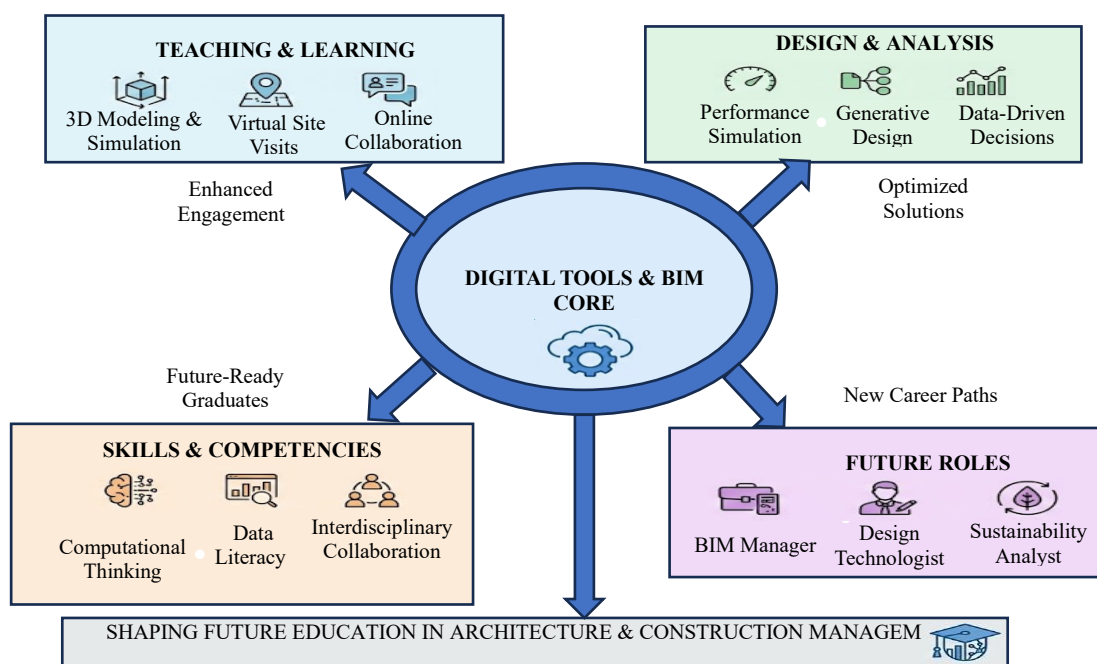 TEACHING & LEARNING
3D Modeling &
Simulation
Virtual Site
Visits
Online
Collaboration
DESIGN & ANALYSIS
Performance
Simulation
Generative
Design
Data-Driven
Decisions
Enhanced
Engagement
Optimized
Solutions
DIGITAL TOOLS & BIM
CORE
Future-Ready
Graduates
New Career Paths
SKILLS & COMPETENCIES
Computational
Thinking
Data
Literacy
Interdisciplinary
Collaboration
FUTURE ROLES
BIM Manager
Design
Technologist
Sustainability
Analyst
SHAPING FUTURE EDUCATION IN ARCHITECTURE & CONSTRUCTION MANAGEM